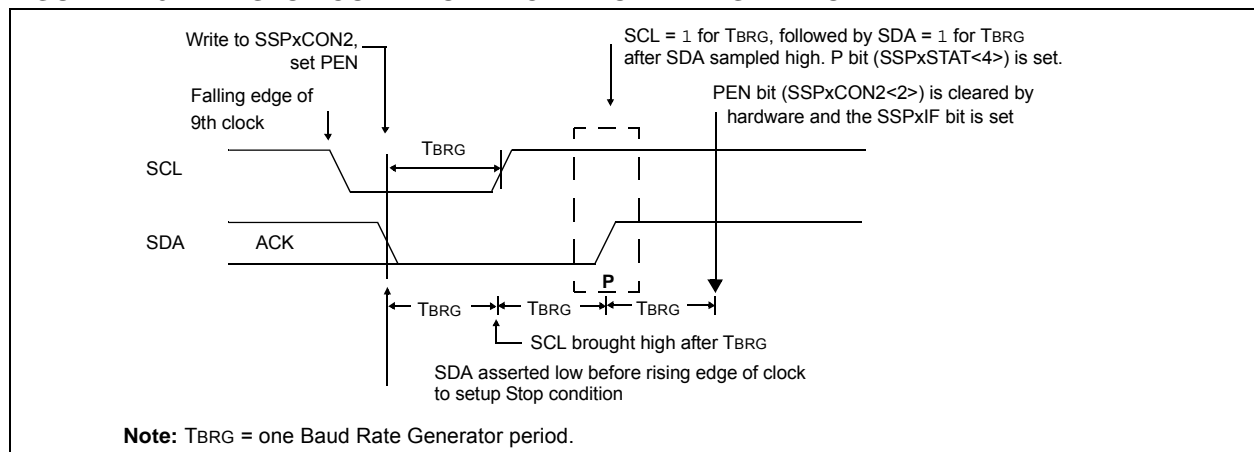 Write to SSPxCON2,
set PEN
SCL = 1 for TBRG, followed by SDA = 1 for TBRG
after SDA sampled high. P bit (SSPxSTAT<4>) is set.
Falling edge of
9th clock
PEN bit (SSPxCON2<2>) is cleared by
hardware and the SSPxIF bit is set
TBRG
SCL
SDA
ACK
P
TBRG
TBRG
TBRG
SCL brought high after TBRG
SDA asserted low before rising edge of clock
to setup Stop condition
Note: TBRG = one Baud Rate Generator period.